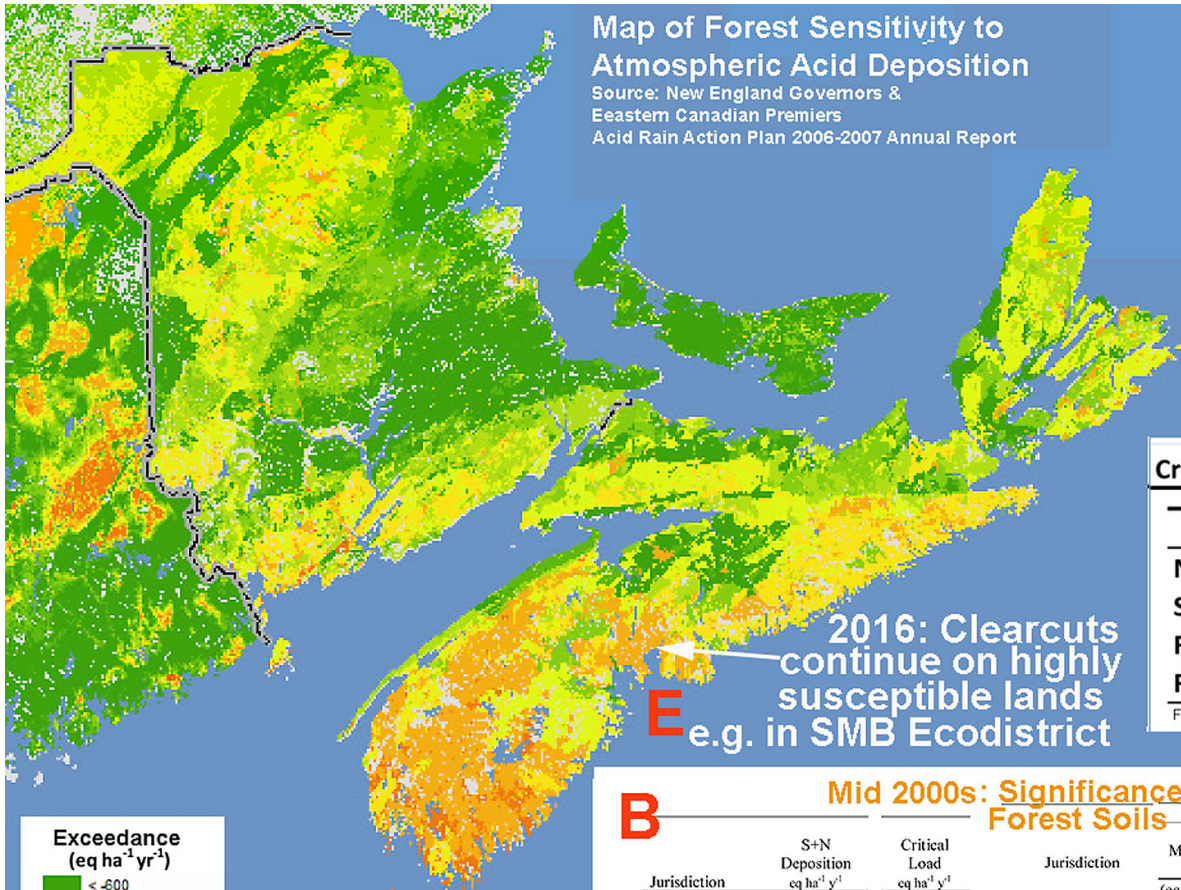 Map of Forest Sensitivity to
Atmospheric Acid Deposition
Source: New England Governors &
Eeastern Canadian Premiers
Acid Rain Action Plan 2006-2007 Annual Report
Cr
N
S
F
2016: Clearcuts
continue on highly
susceptible lands
e.g. in SMB Ecodistrict
E
B
Mid 2000s: Significance
Forest Soils
S+N
Deposition
eq ha⁻¹ y⁻¹
Critical
Load
eq ha⁻¹ y⁻¹
Jurisdiction
Jurisdiction
M
(eq
Exceedance
(eq ha⁻¹ yr⁻¹)
< -600